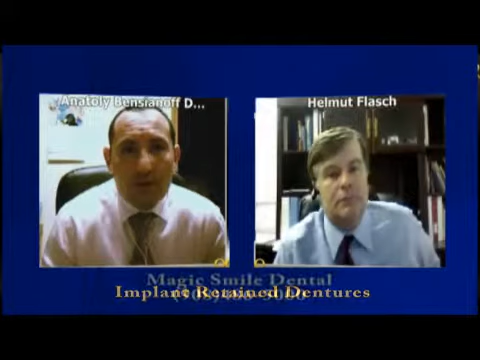 Anatoly Bensianoff D...
Helmut Flasch
Magic Smile Dental
Implant Retained Dentures